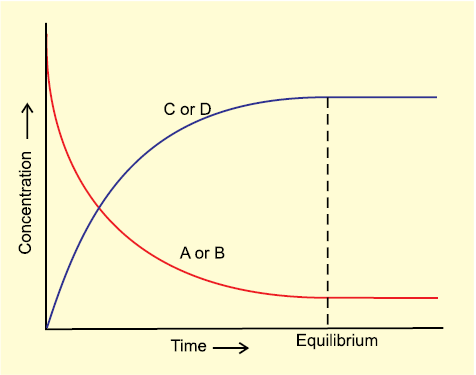 C or D
Concentration
A or B
Time
Equilibrium